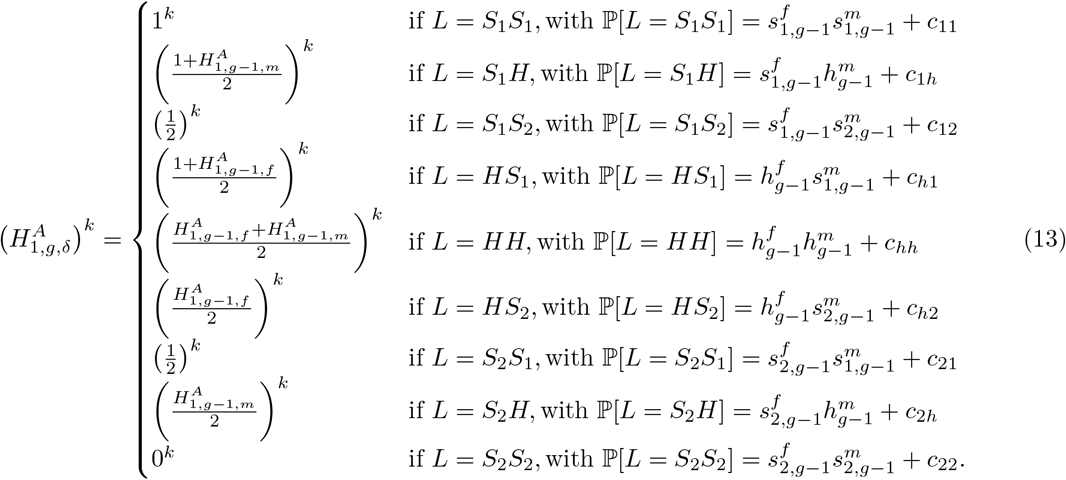 1^k if L = S_1S_1, with ℙ[L = S_1S_1] = s^f_{1,g−1}s^m_{1,g−1} + c_{11}
((1+H^A_{1,g−1,m})/2)^k if L = S_1H, with ℙ[L = S_1H] = s^f_{1,g−1}h^m_{g−1} + c_{1h}
(1/2)^k if L = S_1S_2, with ℙ[L = S_1S_2] = s^f_{1,g−1}s^m_{2,g−1} + c_{12}
((1+H^A_{1,g−1,f})/2)^k if L = HS_1, with ℙ[L = HS_1] = h^f_{g−1}s^m_{1,g−1} + c_{h1}
(H^A_{1,g,δ})^k = { ((H^A_{1,g−1,f}+H^A_{1,g−1,m})/2)^k if L = HH, with ℙ[L = HH] = h^f_{g−1}h^m_{g−1} + c_{hh} (13)
(H^A_{1,g−1,f}/2)^k if L = HS_2, with ℙ[L = HS_2] = h^f_{g−1}s^m_{2,g−1} + c_{h2}
(1/2)^k if L = S_2S_1, with ℙ[L = S_2S_1] = s^f_{2,g−1}s^m_{1,g−1} + c_{21}
(H^A_{1,g−1,m}/2)^k if L = S_2H, with ℙ[L = S_2H] = s^f_{2,g−1}h^m_{g−1} + c_{2h}
0^k if L = S_2S_2, with ℙ[L = S_2S_2] = s^f_{2,g−1}s^m_{2,g−1} + c_{22}.